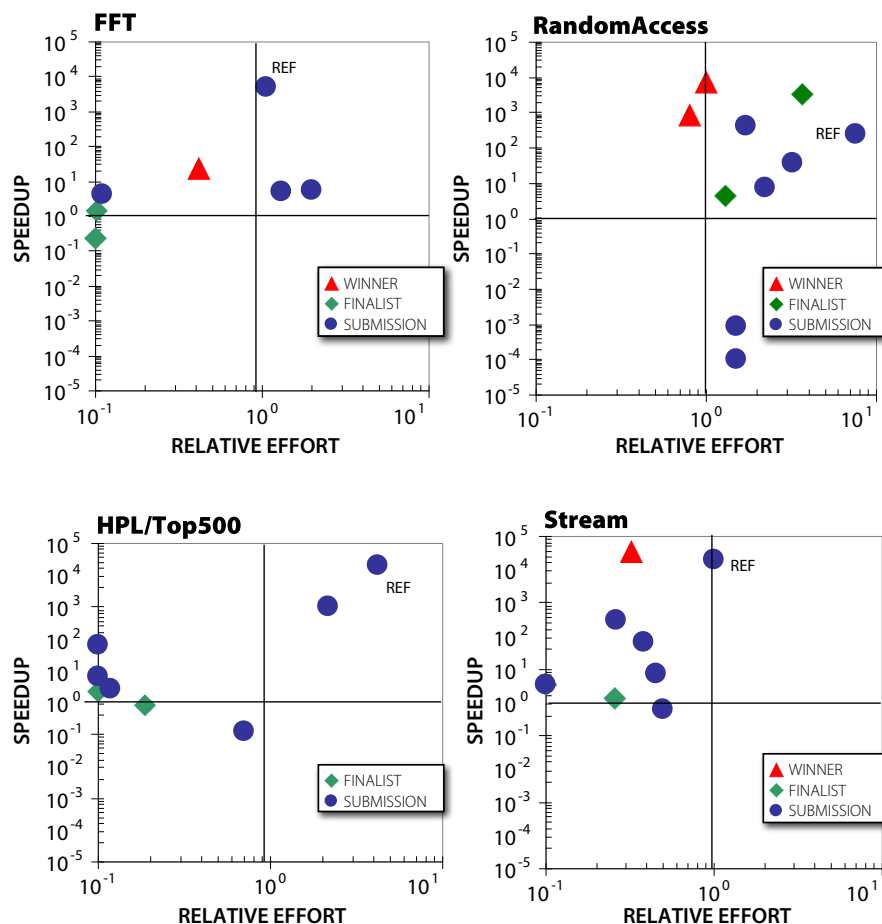 FFT
10^5
10^4
10^3
10^2
10^1
10^0
10^-1
10^-2
10^-3
10^-4
10^-5
SPEEDUP
REF
WINNER
FINALIST
SUBMISSION
10^-1 10^0 10^1
RELATIVE EFFORT
RandomAccess
10^5
10^4
10^3
10^2
10^1
10^0
10^-1
10^-2
10^-3
10^-4
10^-5
SPEEDUP
REF
WINNER
FINALIST
SUBMISSION
10^-1 10^0 10^1
RELATIVE EFFORT
HPL/Top500
10^5
10^4
10^3
10^2
10^1
10^0
10^-1
10^-2
10^-3
10^-4
10^-5
SPEEDUP
REF
FINALIST
SUBMISSION
10^-1 10^0 10^1
RELATIVE EFFORT
Stream
10^5
10^4
10^3
10^2
10^1
10^0
10^-1
10^-2
10^-3
10^-4
10^-5
SPEEDUP
REF
WINNER
FINALIST
SUBMISSION
10^-1 10^0 10^1
RELATIVE EFFORT